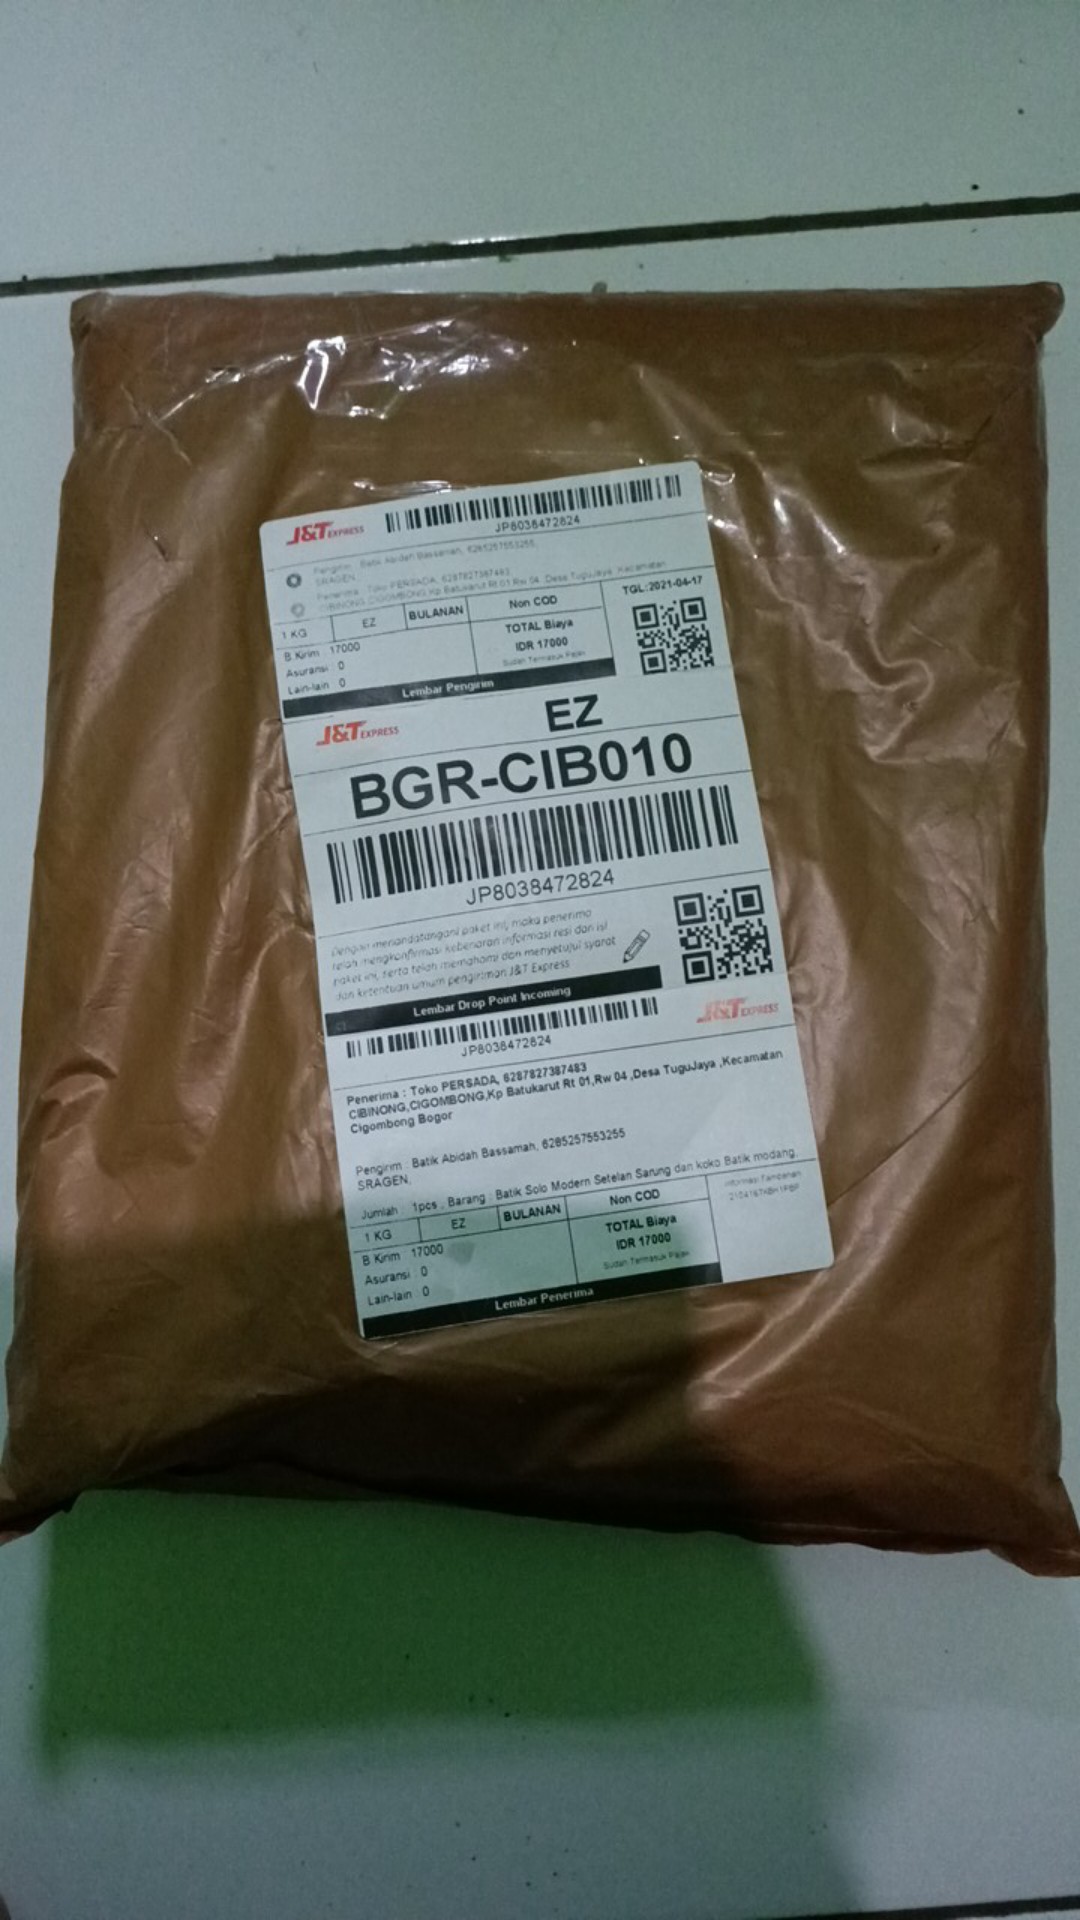 J&T EXPRESS
JP8038472824
Pengirim : Batik Abidah Bassamah, 6285257553255,
SRAGEN,
Penerima : Toko PERSADA, 6287827387483
CIBINONG,CIGOMBONG,Kp Batukarut Rt 01,Rw 04 ,Desa TuguJaya ,Kecamatan
1 KG EZ BULANAN Non COD TGL:2021-04-17
B Kirim 17000 TOTAL Biaya
Asuransi 0 IDR 17000
Lain-lain 0 Sudah Termasuk Pajak
Lembar Pengirim
J&T EXPRESS EZ
BGR-CIB010
JP8038472824
Dengan menandatangani paket ini, maka penerima
telah mengkonfirmasi kebenaran informasi resi dan isi
paket ini, serta telah memahami dan menyetujui syarat
dan ketentuan umum pengiriman J&T Express
Lembar Drop Point Incoming
J&T EXPRESS
JP8038472824
Penerima : Toko PERSADA, 6287827387483
CIBINONG,CIGOMBONG,Kp Batukarut Rt 01,Rw 04 ,Desa TuguJaya ,Kecamatan
Cigombong Bogor
Pengirim : Batik Abidah Bassamah, 6285257553255
SRAGEN,
Jumlah : 1pcs , Barang : Batik Solo Modern Setelan Sarung dan koko Batik modang
1 KG EZ BULANAN Non COD Informasi Tambahan
B Kirim 17000 TOTAL Biaya
Asuransi 0 IDR 17000
Lain-lain 0 Sudah Termasuk Pajak
Lembar Penerima